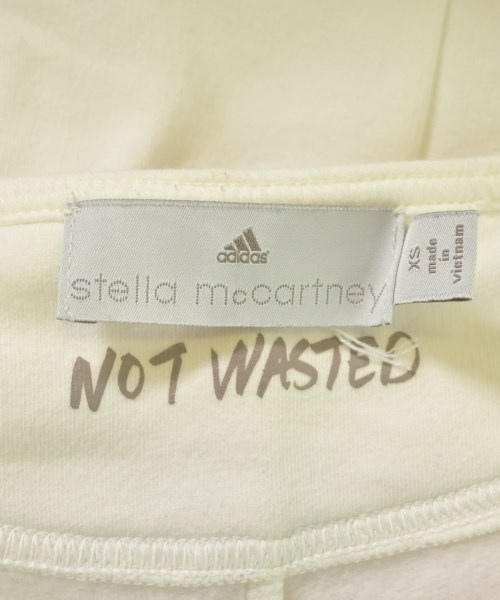 adidas
stella mccartney
XS
made
in
vietnam
NOT WASTED